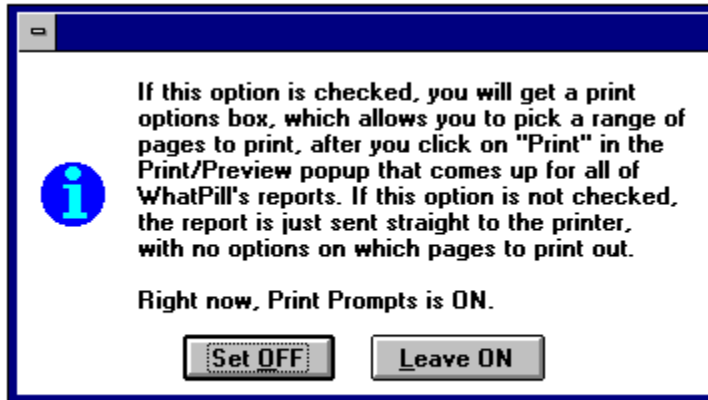 If this option is checked, you will get a print
options box, which allows you to pick a range of
pages to print, after you click on "Print" in the
Print/Preview popup that comes up for all of
WhatPill's reports. If this option is not checked,
the report is just sent straight to the printer,
with no options on which pages to print out.
Right now, Print Prompts is ON.
Set OFF
Leave ON